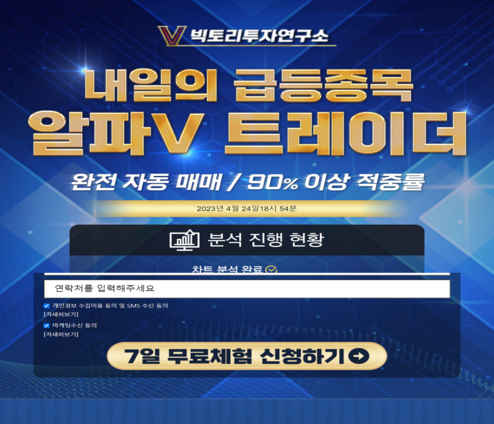 빅토리투자연구소
내일의 급등종목
알파V 트레이더
완전 자동 매매 / 90% 이상 적중률
2023년 4월 24일18시 54분
분석 진행 현황
차트 분석 완료
연락처를 입력해주세요
개인정보 수집이용 동의 및 SMS 수신 동의
[자세히보기]
마케팅수신 동의
[자세히보기]
7일 무료체험 신청하기